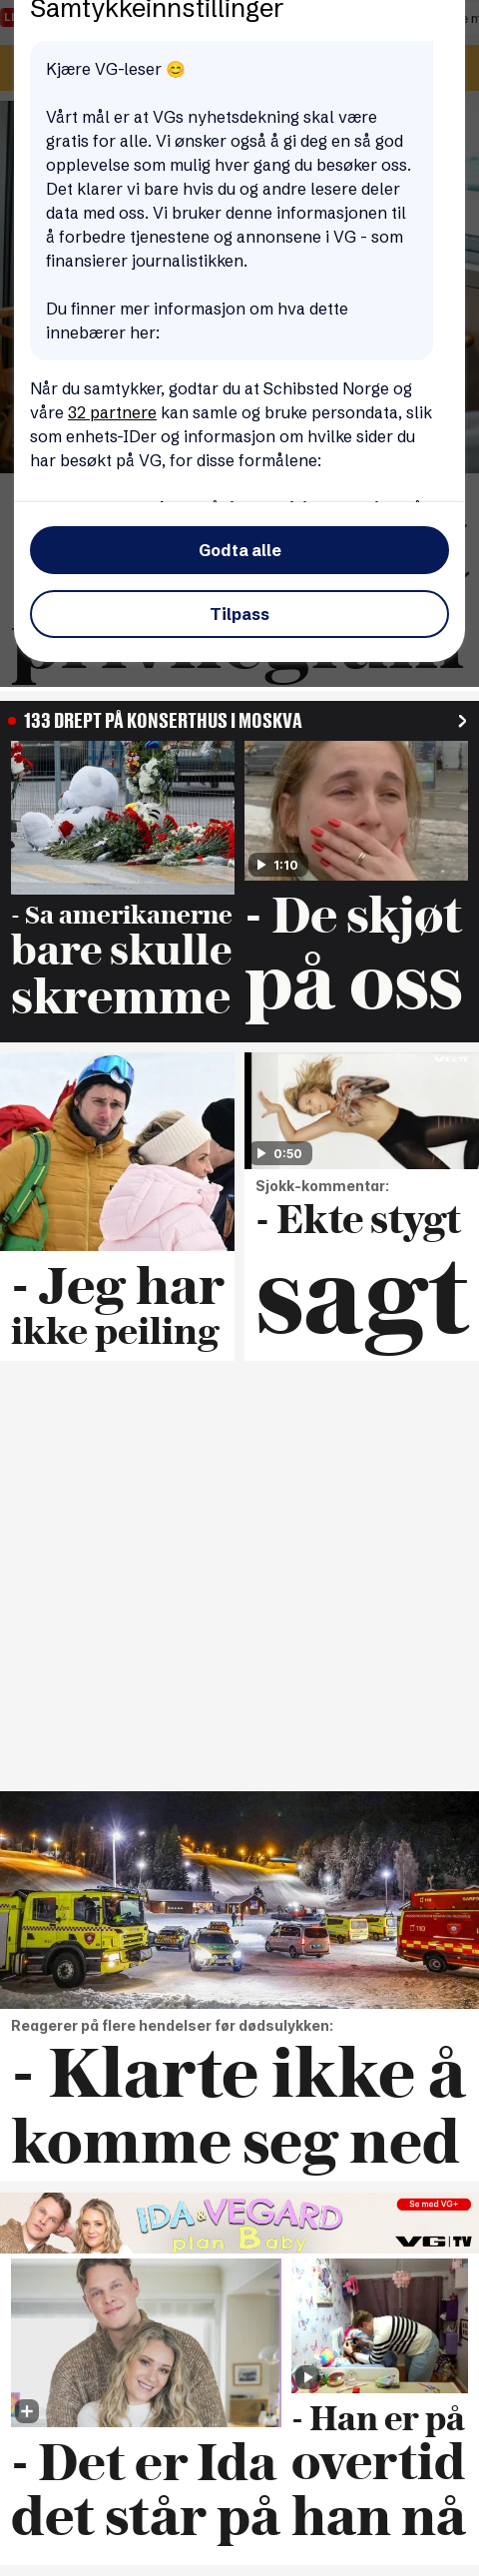 Samtykkeinnstillinger
Kjære VG-leser 😊
Vårt mål er at VGs nyhetsdekning skal være
gratis for alle. Vi ønsker også å gi deg en så god
opplevelse som mulig hver gang du besøker oss.
Det klarer vi bare hvis du og andre lesere deler
data med oss. Vi bruker denne informasjonen til
å forbedre tjenestene og annonsene i VG - som
finansierer journalistikken.
Du finner mer informasjon om hva dette
innebærer her:
Når du samtykker, godtar du at Schibsted Norge og
våre 32 partnere kan samle og bruke persondata, slik
som enhets-IDer og informasjon om hvilke sider du
har besøkt på VG, for disse formålene:
Godta alle
Tilpass
133 DREPT PÅ KONSERTHUS I MOSKVA
1:10
- Sa amerikanerne
bare skulle
skremme
- De skjøt
på oss
0:50
- Jeg har
ikke peiling
Sjokk-kommentar:
- Ekte stygt
sagt
Reagerer på flere hendelser før dødsulykken:
- Klarte ikke å
komme seg ned
IDA & VEGARD
plan Baby
Se med VG+
VG|TV
- Det er Ida
det står på
- Han er på
overtid
han nå